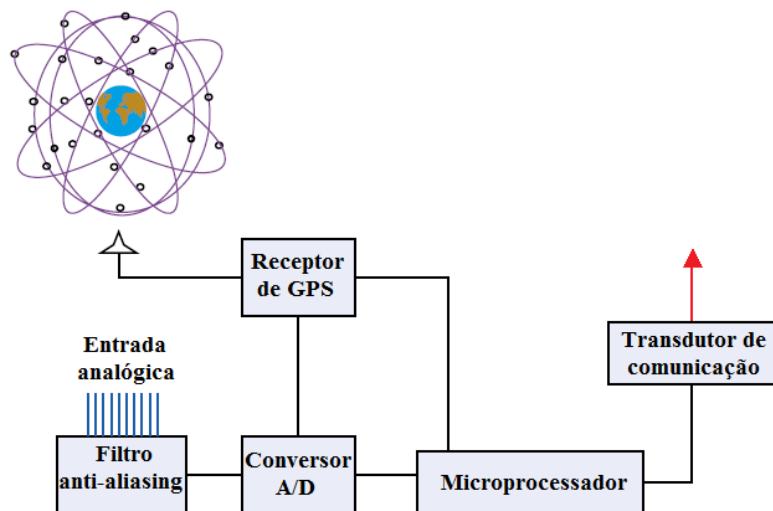 Receptor
de GPS
Transdutor de
comunicação
Entrada
analógica
Filtro
anti-aliasing
Conversor
A/D
Microprocessador